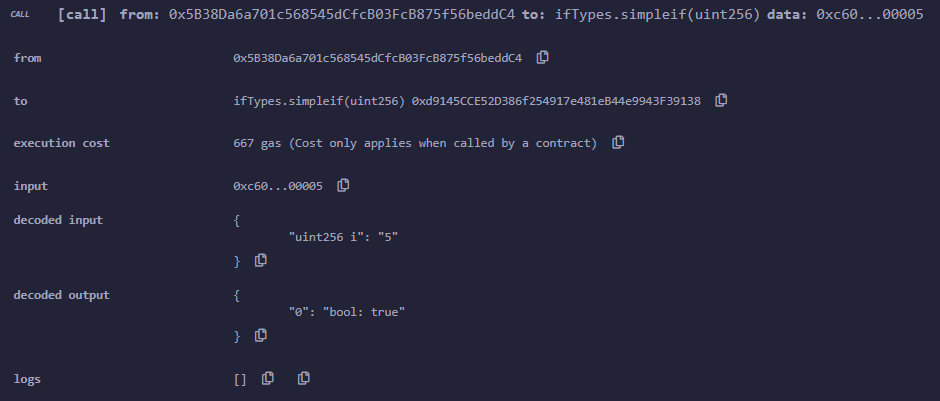 CALL [call] from: 0x5B38Da6a701c568545dCfcB03FcB875f56beddC4 to: ifTypes.simpleif(uint256) data: 0xc60...00005
from 0x5B38Da6a701c568545dCfcB03FcB875f56beddC4
to ifTypes.simpleif(uint256) 0xd9145CCE52D386f254917e481eB44e9943F39138
execution cost 667 gas (Cost only applies when called by a contract)
input 0xc60...00005
decoded input {
"uint256 i": "5"
}
decoded output {
"0": "bool: true"
}
logs []